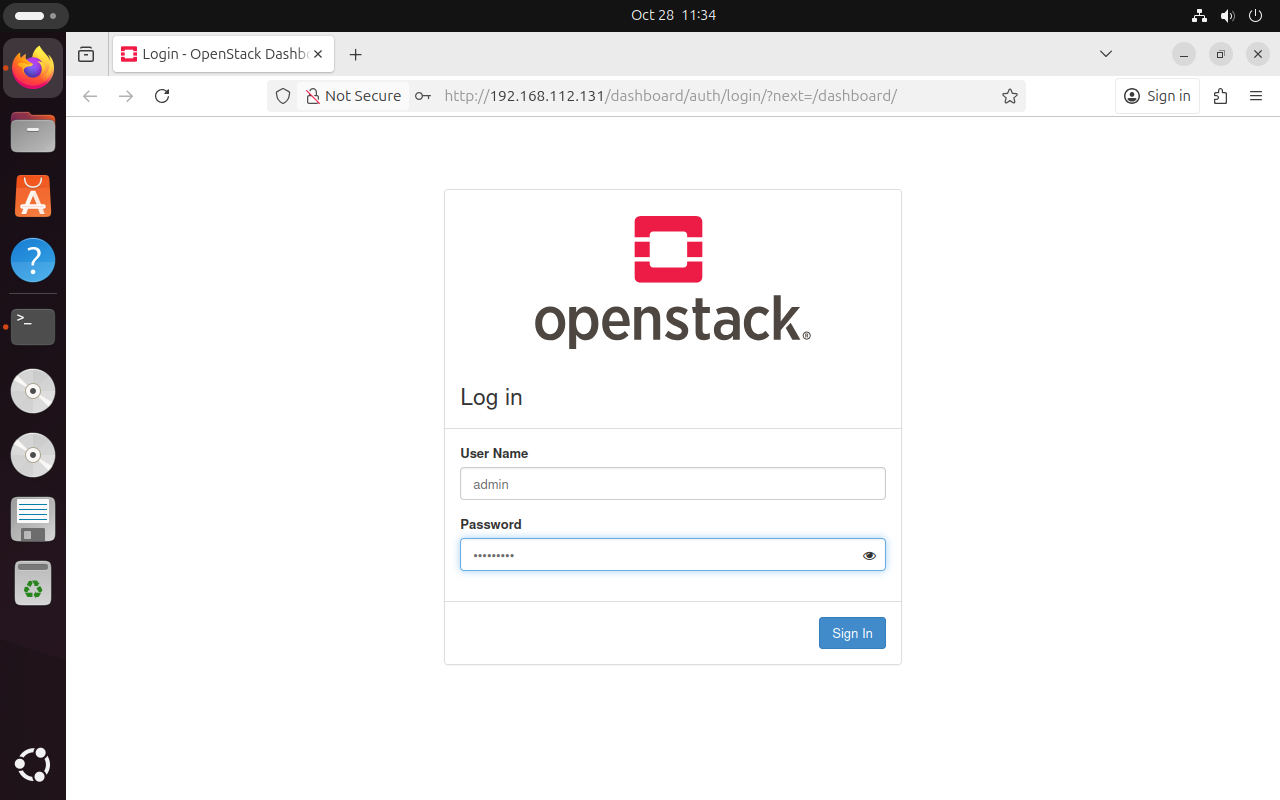 Oct 28 11:34
Login - OpenStack Dashb
Not Secure
http://192.168.112.131/dashboard/auth/login/?next=/dashboard/
Sign in
openstack.®
Log in
User Name
admin
Password
•••••••••
Sign In